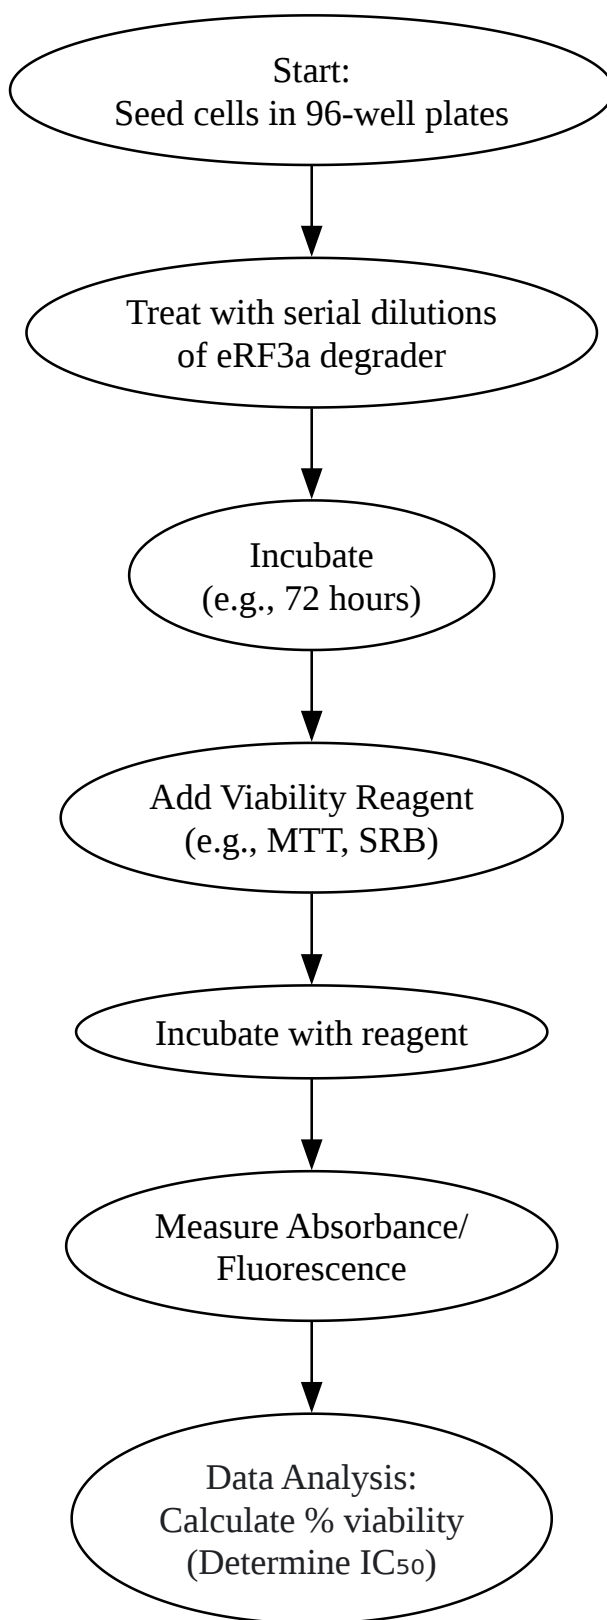 Start:
Seed cells in 96-well plates
Treat with serial dilutions
of eRF3a degrader
Incubate
(e.g., 72 hours)
Add Viability Reagent
(e.g., MTT, SRB)
Incubate with reagent
Measure Absorbance/
Fluorescence
Data Analysis:
Calculate % viability
(Determine IC₅₀)